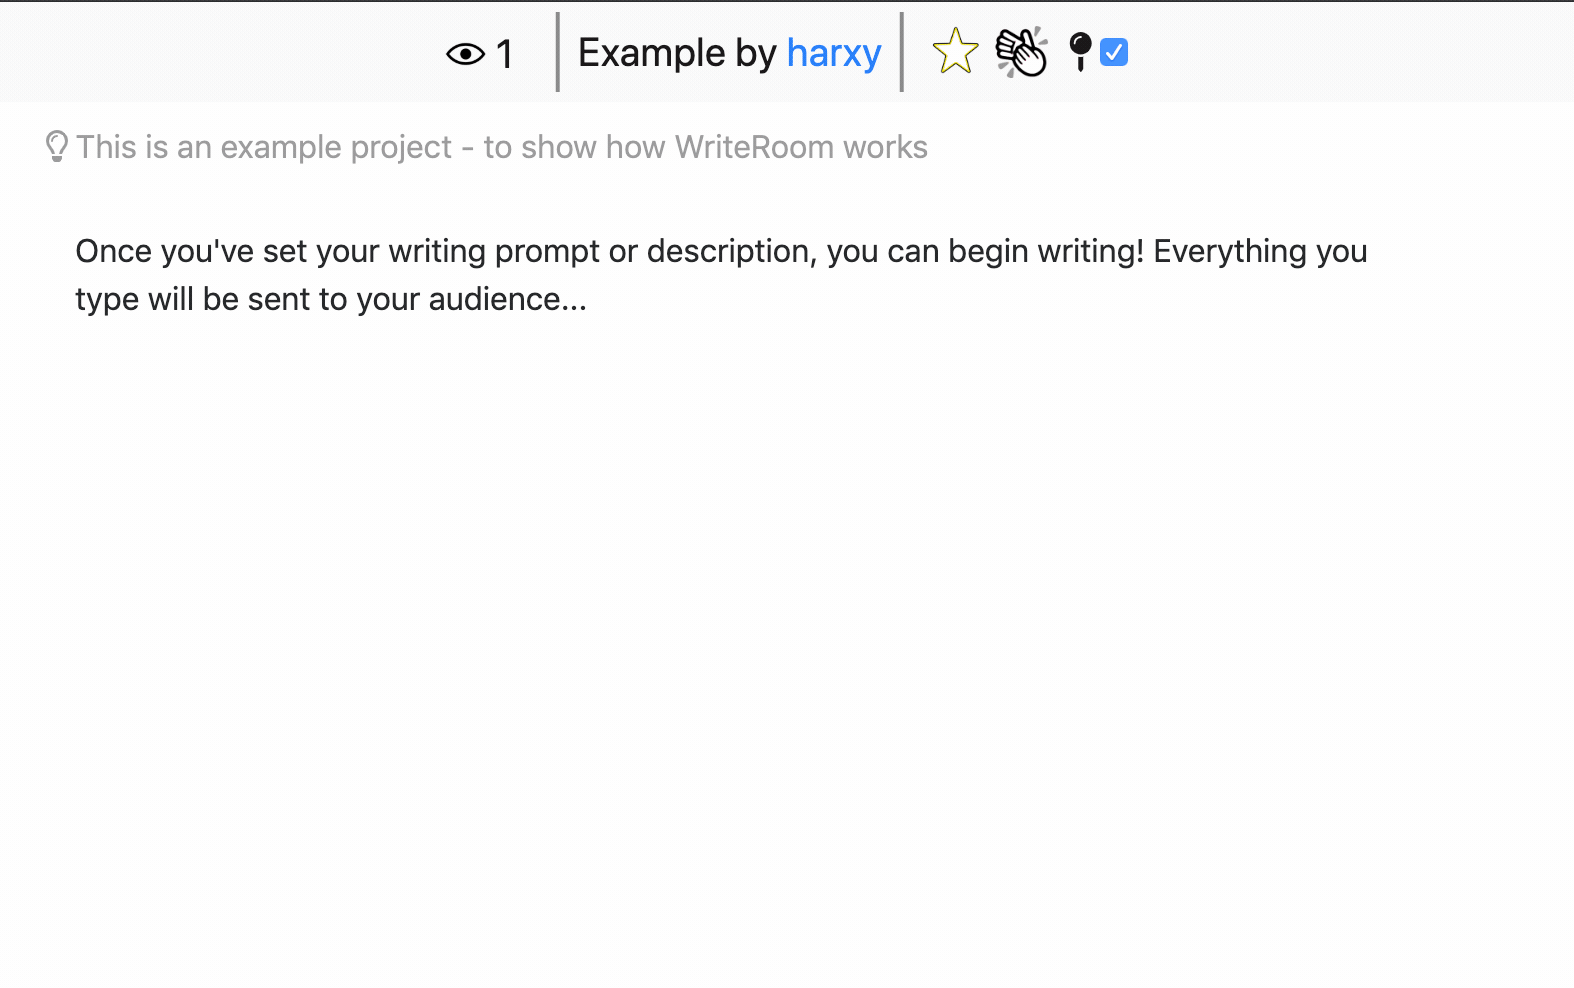 1
Example by harxy
This is an example project - to show how WriteRoom works
Once you've set your writing prompt or description, you can begin writing! Everything you
type will be sent to your audience...